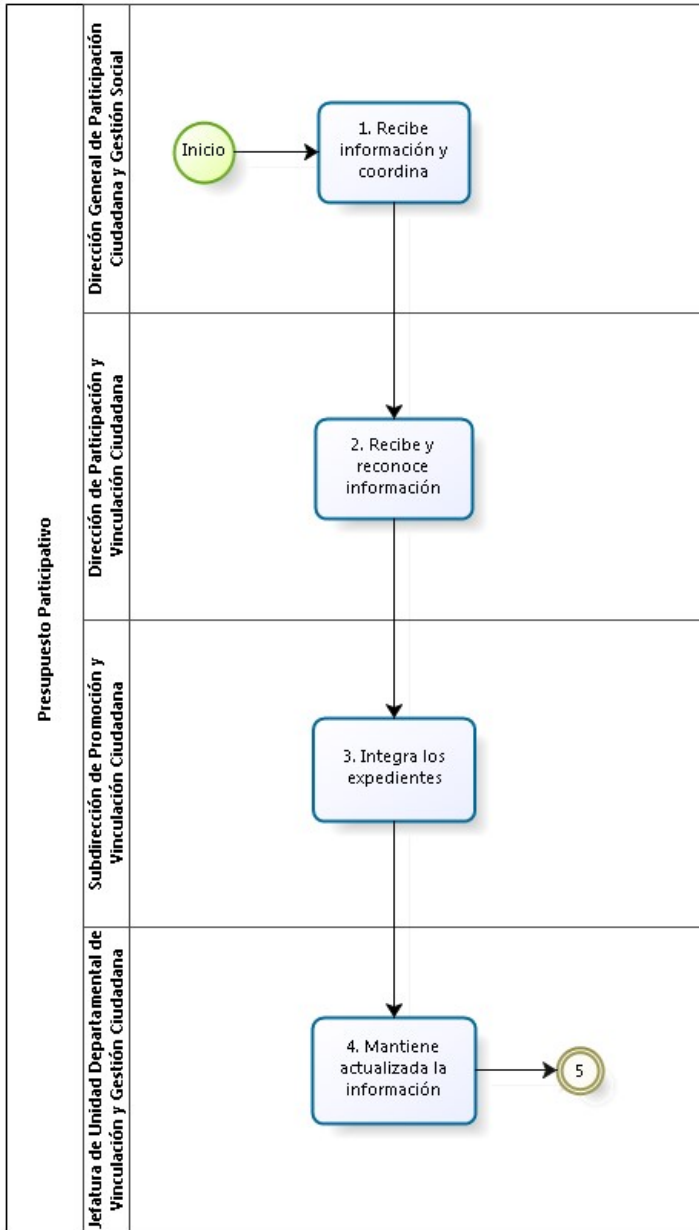 Presupuesto Participativo
Dirección General de Participación
Ciudadana y Gestión Social
Inicio
1. Recibe
información y
coordina
Dirección de Participación y
Vinculación Ciudadana
2. Recibe y
reconoce
información
Subdirección de Promoción y
Vinculación Ciudadana
3. Integra los
expedientes
Jefatura de Unidad Departamental de
Vinculación y Gestión Ciudadana
4. Mantiene
actualizada la
información
5